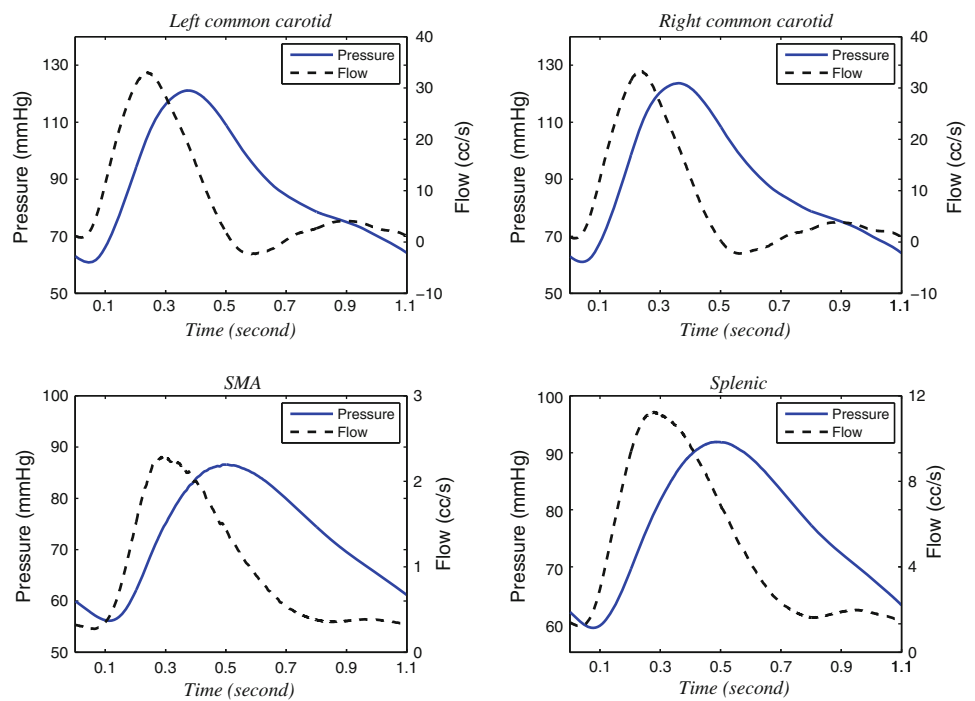 Left common carotid
Pressure
Flow
Pressure (mmHg)
130
110
90
70
50
40
30
20
10
0
−10
Flow (cc/s)
0.1 0.3 0.5 0.7 0.9 1.1
Time (second)
Right common carotid
Pressure
Flow
Pressure (mmHg)
130
110
90
70
50
40
30
20
10
0
−10
Flow (cc/s)
0.1 0.3 0.5 0.7 0.9 1.1
Time (second)
SMA
Pressure
Flow
Pressure (mmHg)
100
90
80
70
60
50
3
2
1
0
Flow (cc/s)
0.1 0.3 0.5 0.7 0.9 1.1
Time (second)
Splenic
Pressure
Flow
Pressure (mmHg)
100
90
80
70
60
12
9
8
4
0
Flow (cc/s)
0.1 0.3 0.5 0.7 0.9 1.1
Time (second)